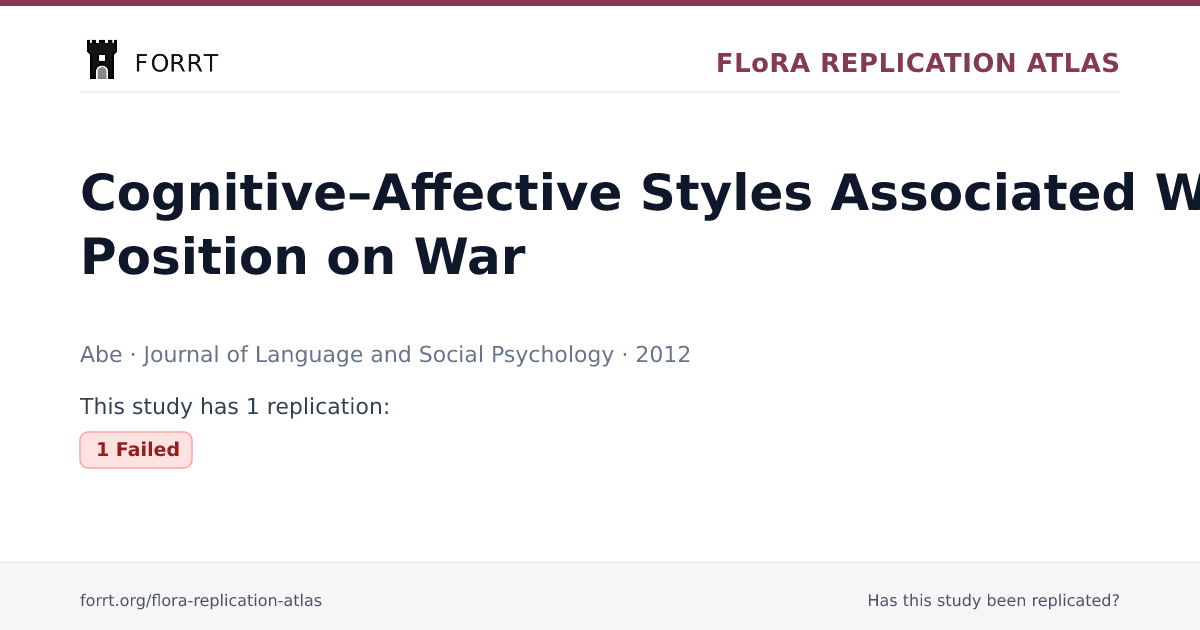 FORRT
FLoRA REPLICATION ATLAS
Cognitive–Affective Styles Associated W
Position on War
Abe · Journal of Language and Social Psychology · 2012
This study has 1 replication:
1 Failed
forrt.org/flora-replication-atlas
Has this study been replicated?